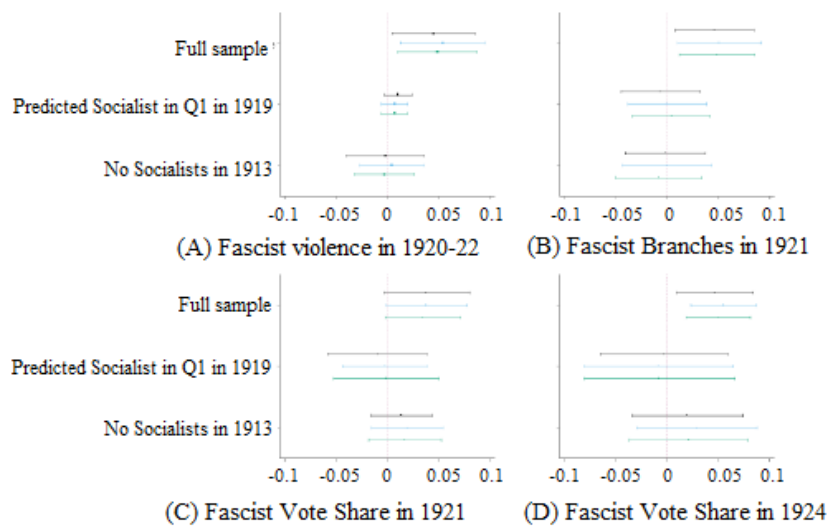 Full sample
Predicted Socialist in Q1 in 1919
No Socialists in 1913
-0.1 -0.05 0 0.05 0.1 -0.1 -0.05 0 0.05 0.1
(A) Fascist violence in 1920-22 (B) Fascist Branches in 1921
Full sample
Predicted Socialist in Q1 in 1919
No Socialists in 1913
-0.1 -0.05 0 0.05 0.1 -0.1 -0.05 0 0.05 0.1
(C) Fascist Vote Share in 1921 (D) Fascist Vote Share in 1924